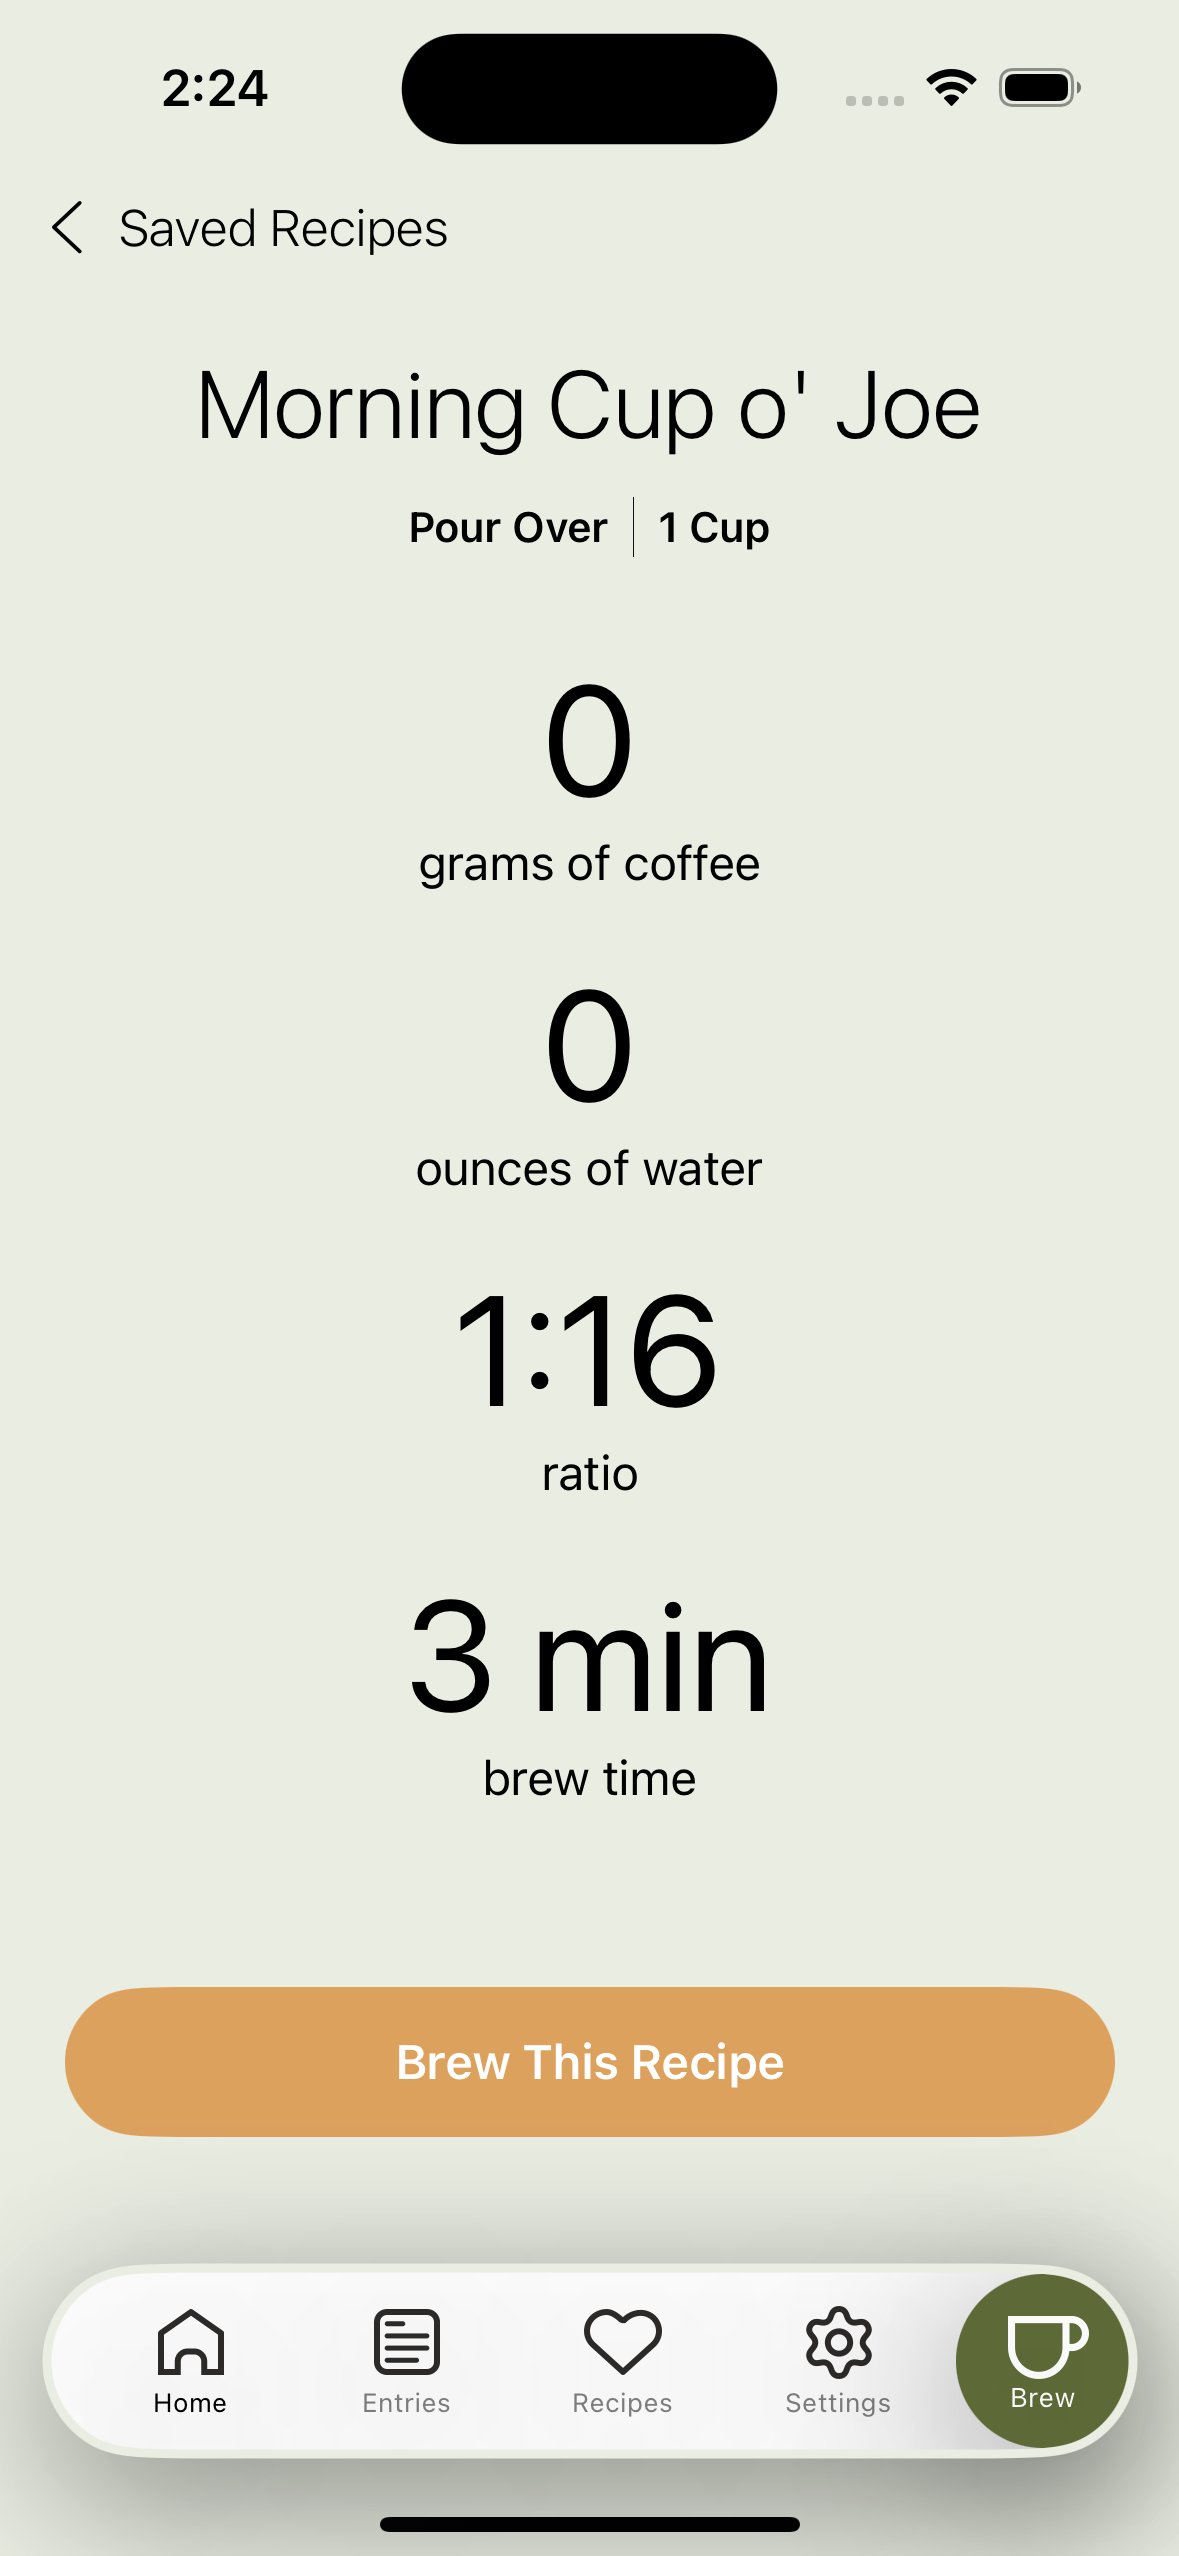 2:24
Saved Recipes
Morning Cup o' Joe
Pour Over | 1 Cup
0
grams of coffee
0
ounces of water
1:16
ratio
3 min
brew time
Brew This Recipe
Home Entries Recipes Settings Brew